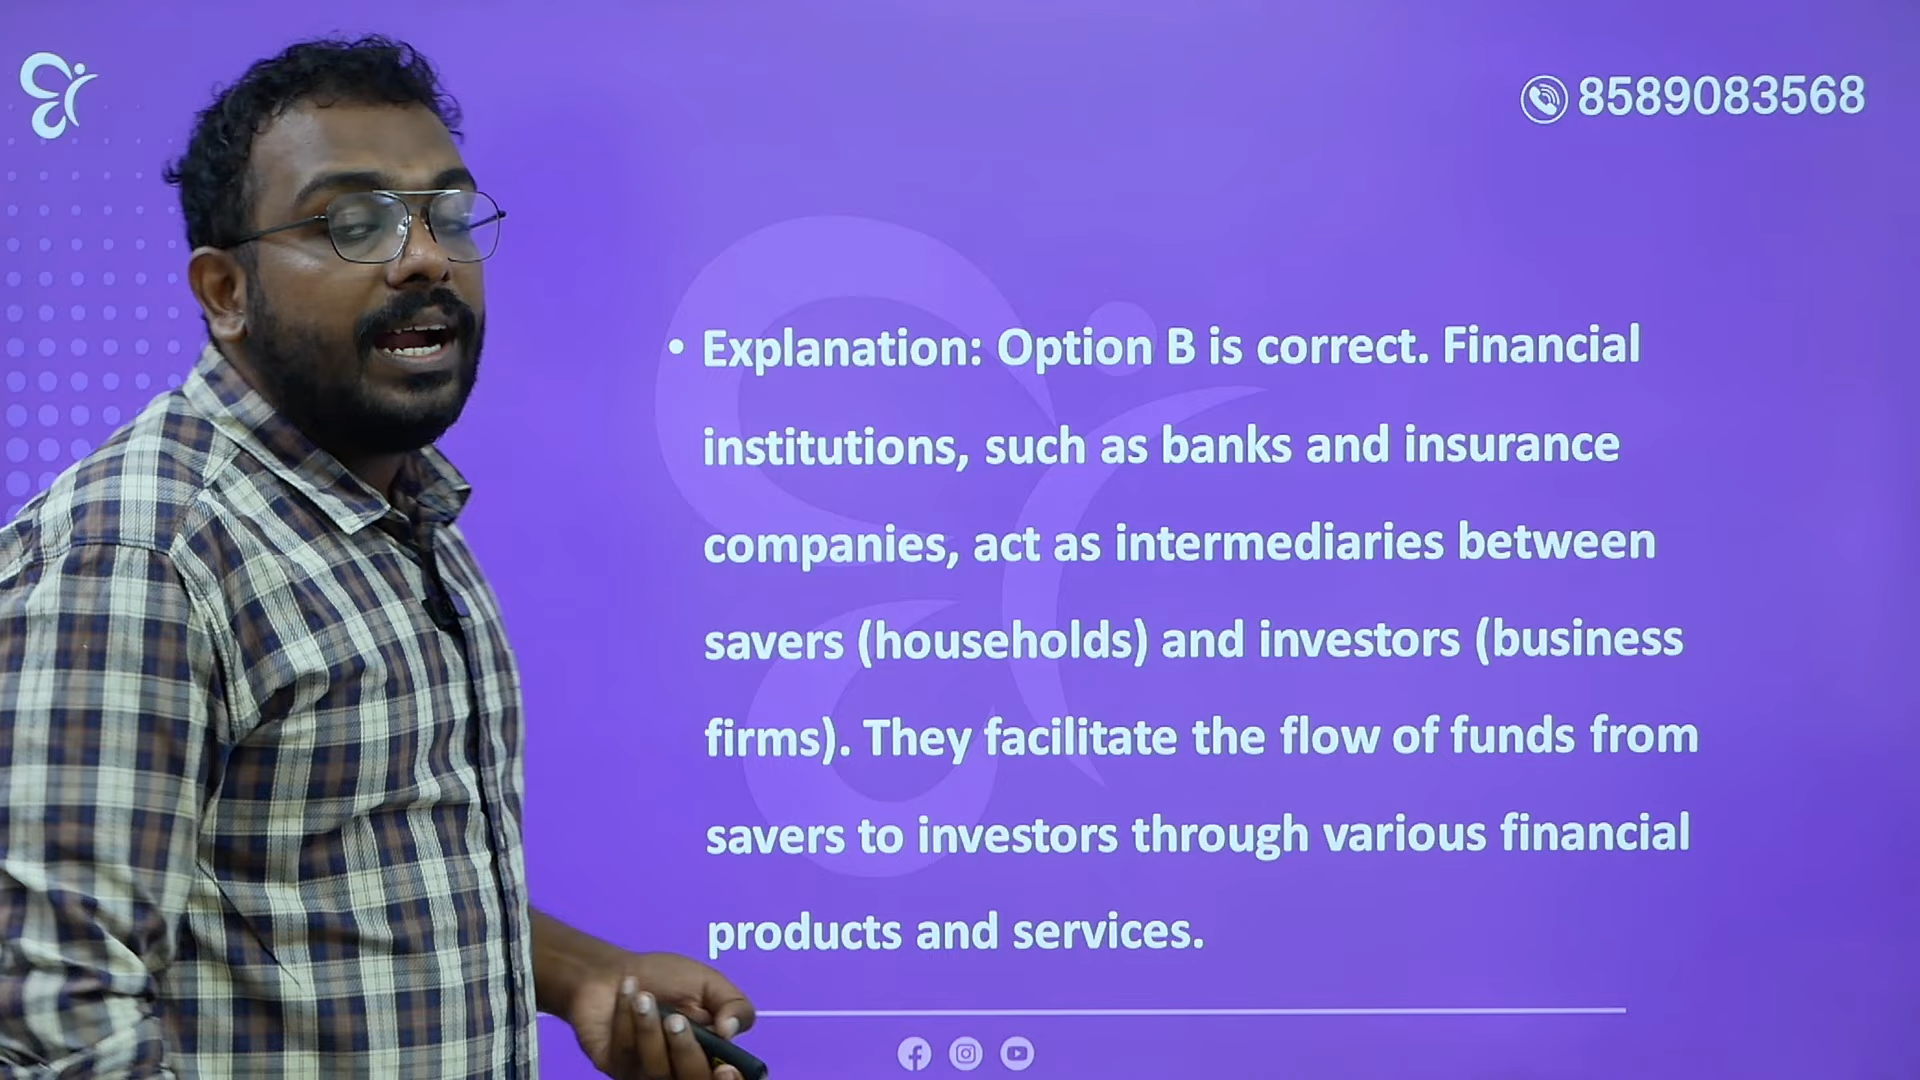 8589083568
• Explanation: Option B is correct. Financial
institutions, such as banks and insurance
companies, act as intermediaries between
savers (households) and investors (business
firms). They facilitate the flow of funds from
savers to investors through various financial
products and services.